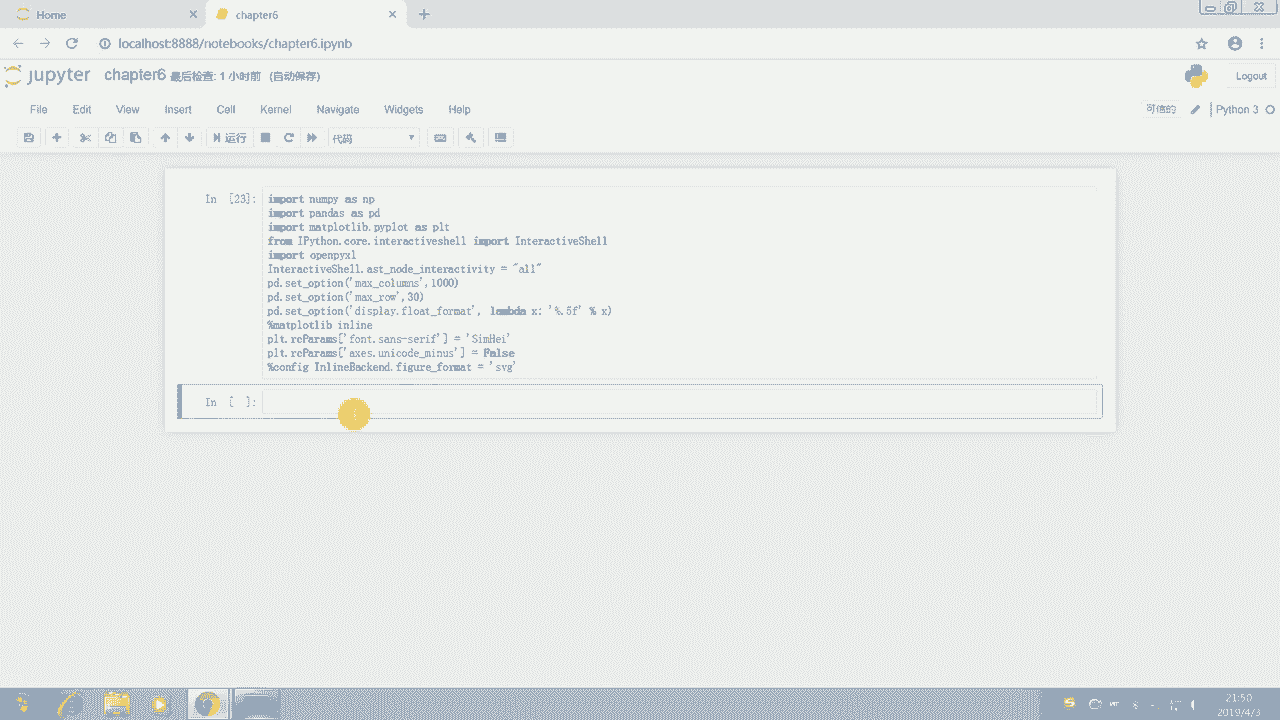 Home
chapter6
localhost:8888/notebooks/chapter6.ipynb
jupyter chapter6 最后检查: 1 小时前 (自动保存)
Logout
File Edit View Insert Cell Kernel Navigate Widgets Help
可信的 Python 3
运行 代码
In [23]:
import numpy as np
import pandas as pd
import matplotlib.pyplot as plt
from IPython.core.interactiveshell import InteractiveShell
import openpyxl
InteractiveShell.ast_node_interactivity = "all"
pd.set_option('max_columns',1000)
pd.set_option('max_row',30)
pd.set_option('display.float_format', lambda x: '%.5f' % x)
%matplotlib inline
plt.rcParams['font.sans-serif'] = 'SimHei'
plt.rcParams['axes.unicode_minus'] = False
%config InlineBackend.figure_format = 'svg'
In [ ]:
21:50
2019/4/3